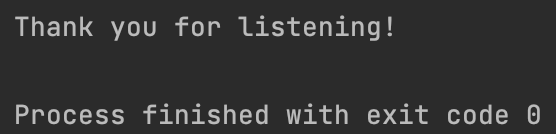 Thank you for listening!
Process finished with exit code 0